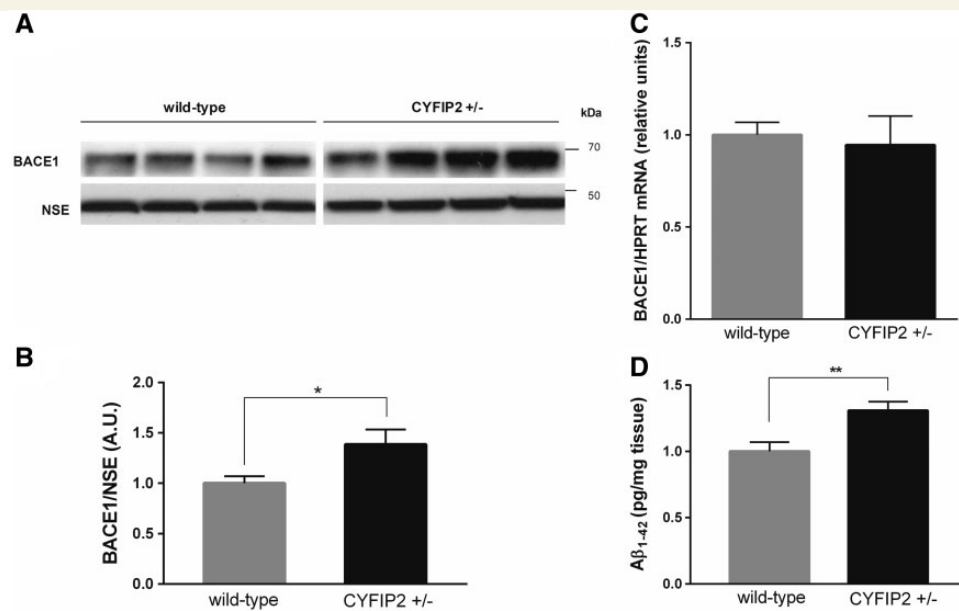 A
wild-type
CYFIP2 +/-
kDa
BACE1
70
50
NSE
B
BACE1/NSE (A.U.)
2.0
1.5
1.0
0.5
0.0
*
wild-type
CYFIP2 +/-
C
BACE1/HPRT mRNA (relative units)
1.5
1.0
0.5
0.0
wild-type
CYFIP2 +/-
D
Aβ1-42 (pg/mg tissue)
1.5
1.0
0.5
0.0
**
wild-type
CYFIP2 +/-